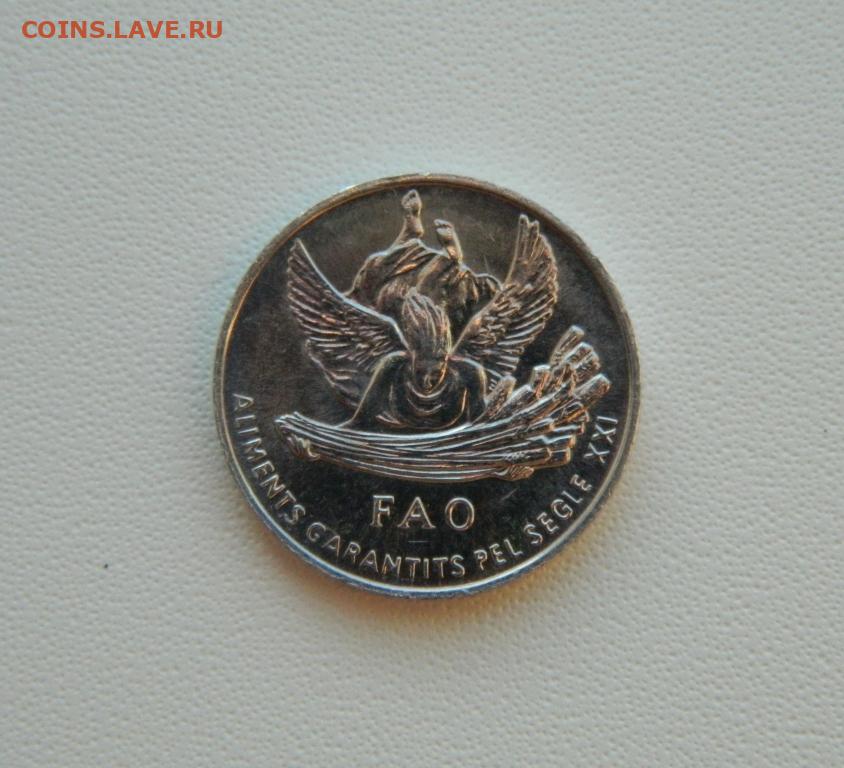 COINS.LAVE.RU
FAO
ALIMENTS GARANTITS PEL SEGLE XXI